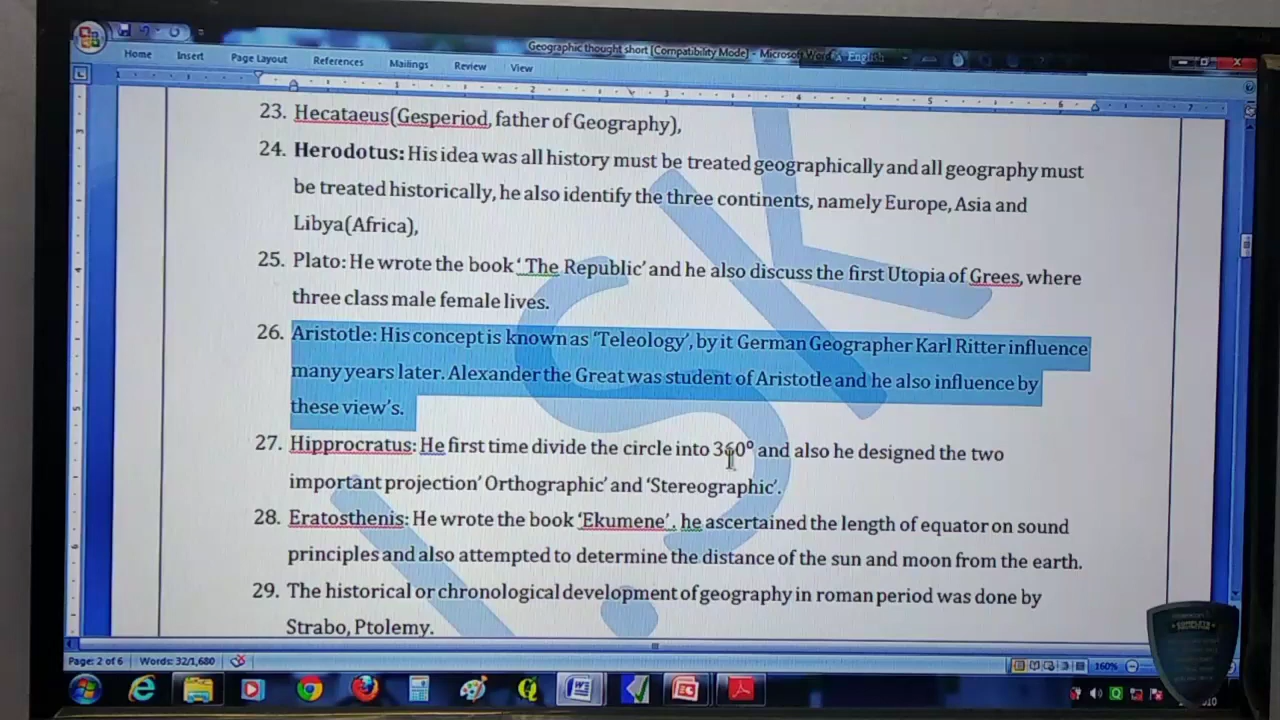 Geographic thought short [Compatibility Mode] - Microsoft Word
English
Home Insert Page Layout References Mailings Review View
23. Hecataeus(Gesperiod, father of Geography),
24. Herodotus: His idea was all history must be treated geographically and all geography must
be treated historically, he also identify the three continents, namely Europe, Asia and
Libya(Africa),
25. Plato: He wrote the book ‘ The Republic’ and he also discuss the first Utopia of Grees, where
three class male female lives.
26. Aristotle: His concept is known as ‘Teleology’, by it German Geographer Karl Ritter influence
many years later. Alexander the Great was student of Aristotle and he also influence by
these view’s.
27. Hipprocratus: He first time divide the circle into 360° and also he designed the two
important projection’ Orthographic’ and ‘Stereographic’.
28. Eratosthenis: He wrote the book ‘Ekumene’ , he ascertained the length of equator on sound
principles and also attempted to determine the distance of the sun and moon from the earth.
29. The historical or chronological development of geography in roman period was done by
Strabo, Ptolemy.
Page: 2 of 6 Words: 32/1,680 160%